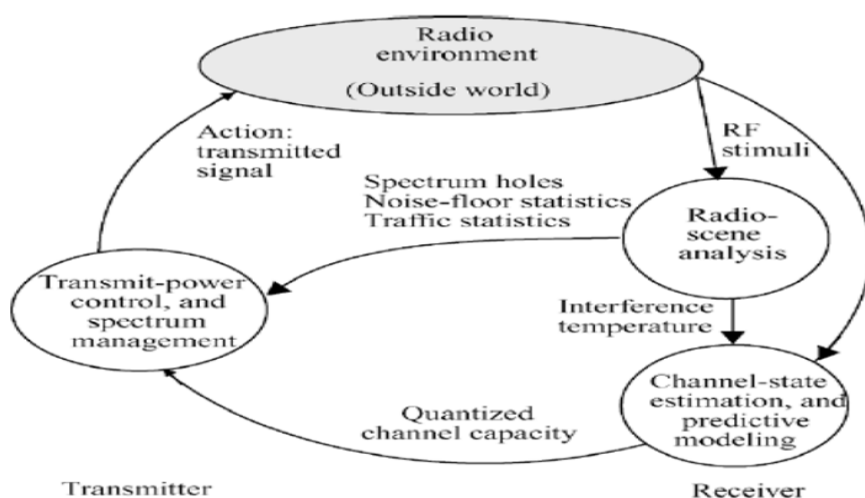 Radio
environment
(Outside world)
Action:
transmitted
signal
RF
stimuli
Spectrum holes
Noise-floor statistics
Traffic statistics
Radio-
scene
analysis
Transmit-power
control, and
spectrum
management
Interference
temperature
Channel-state
estimation, and
predictive
modeling
Quantized
channel capacity
Transmitter
Receiver